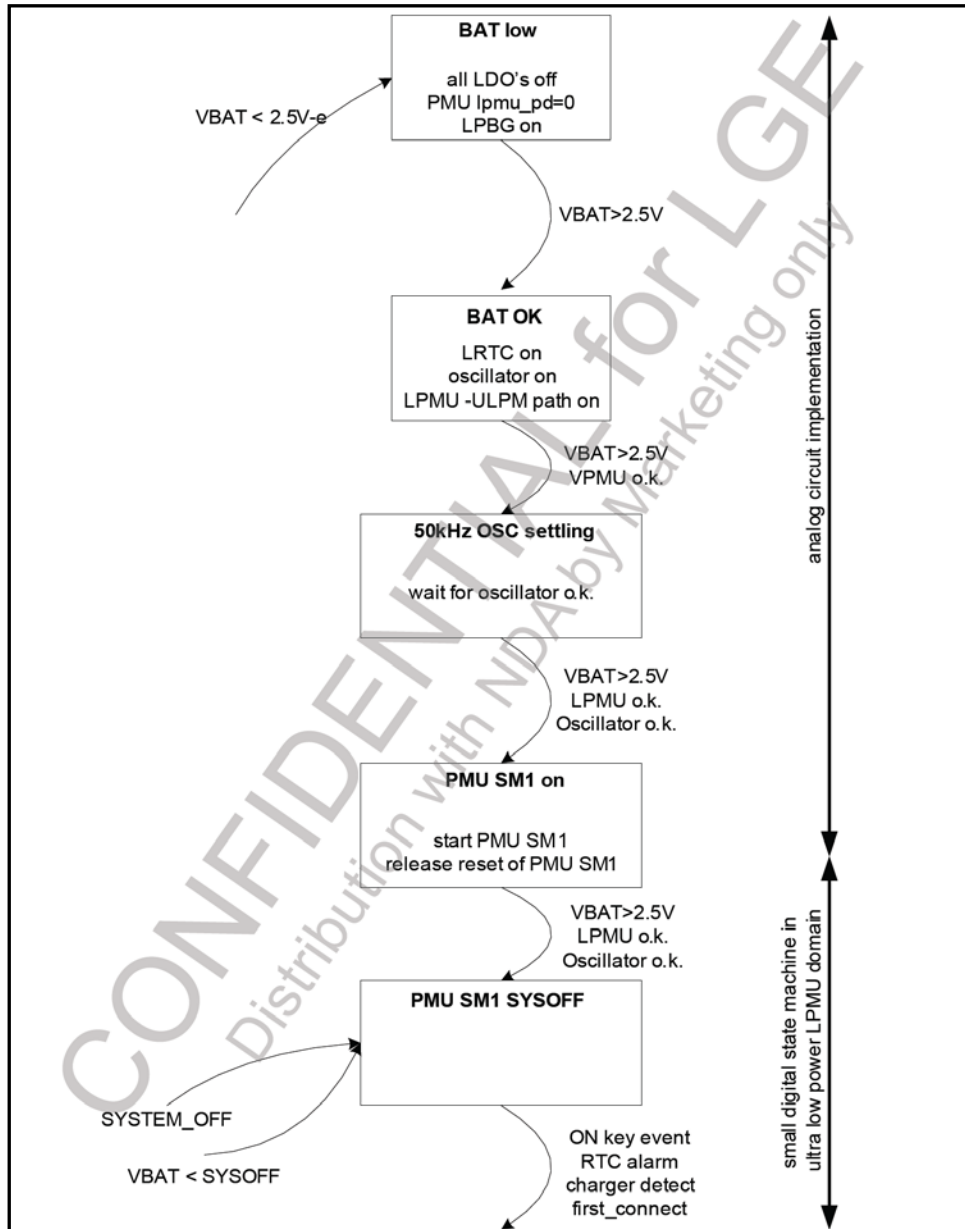 BAT low
all LDO's off
PMU lpmu_pd=0
LPBG on
VBAT < 2.5V-e
VBAT>2.5V
BAT OK
LRTC on
oscillator on
LPMU -ULPM path on
VBAT>2.5V
VPMU o.k.
50kHz OSC settling
wait for oscillator o.k.
VBAT>2.5V
LPMU o.k.
Oscillator o.k.
PMU SM1 on
start PMU SM1
release reset of PMU SM1
VBAT>2.5V
LPMU o.k.
Oscillator o.k.
PMU SM1 SYSOFF
SYSTEM_OFF
VBAT < SYSOFF
ON key event
RTC alarm
charger detect
first_connect
analog circuit implementation
small digital state machine in
ultra low power LPMU domain
CONFIDENTIAL for LGE
Distribution with NDA by Marketing only